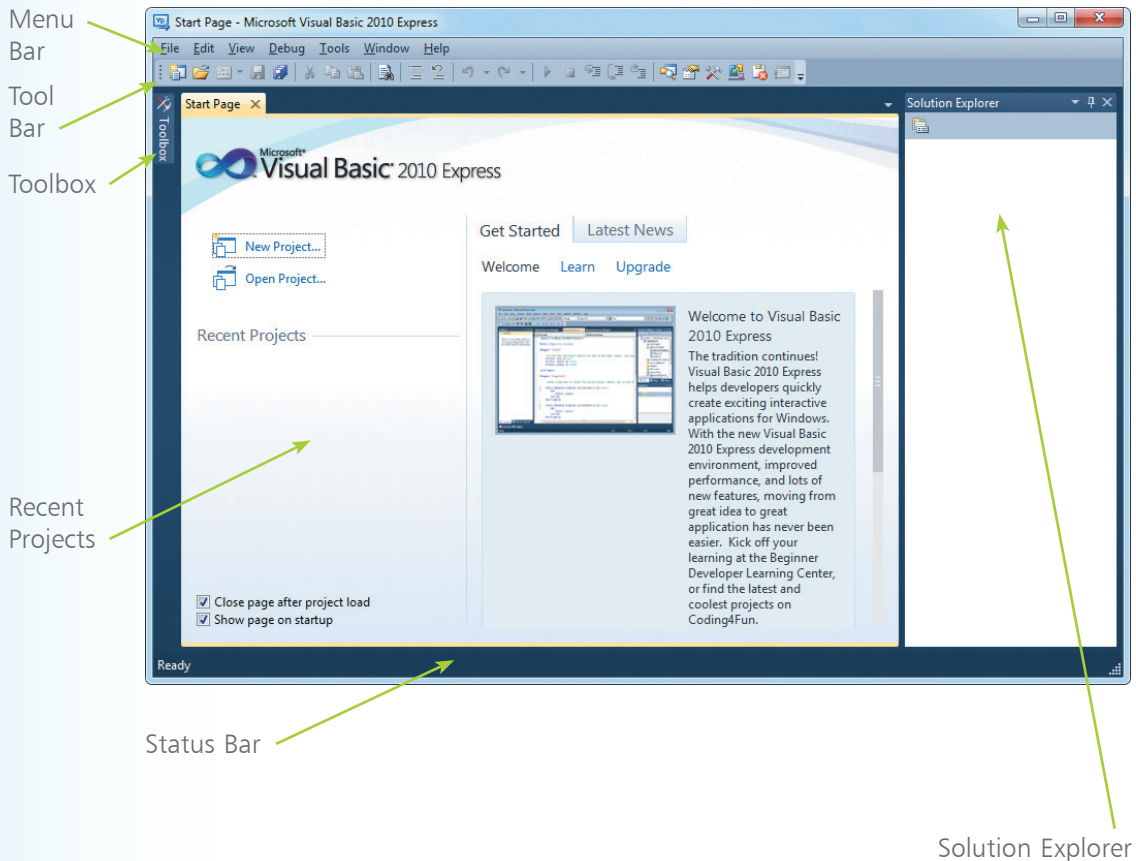 Menu
Bar
Tool
Bar
Toolbox
Recent
Projects
Status Bar
Solution Explorer
Start Page - Microsoft Visual Basic 2010 Express
File Edit View Debug Tools Window Help
Toolbox
Start Page
Solution Explorer
Microsoft®
Visual Basic® 2010 Express
New Project...
Open Project...
Recent Projects
Get Started
Latest News
Welcome Learn Upgrade
Welcome to Visual Basic
2010 Express
The tradition continues!
Visual Basic 2010 Express
helps developers quickly
create exciting interactive
applications for Windows.
With the new Visual Basic
2010 Express development
environment, improved
performance, and lots of
new features, moving from
great idea to great
application has never been
easier. Kick off your
learning at the Beginner
Developer Learning Center,
or find the latest and
coolest projects on
Coding4Fun.
Close page after project load
Show page on startup
Ready